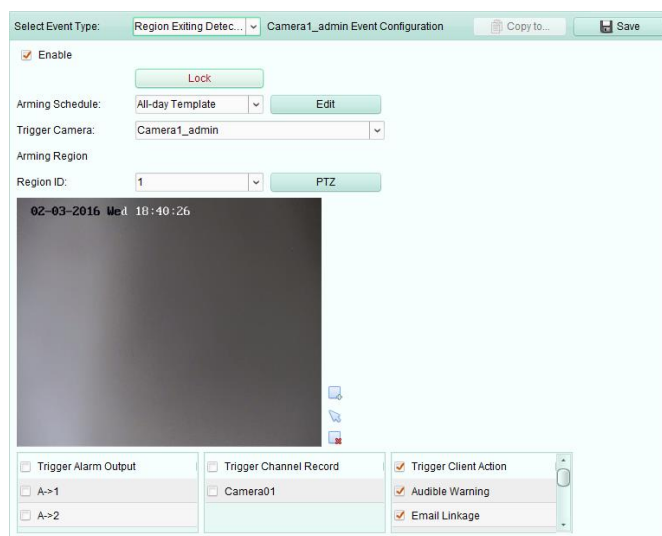 Select Event Type: Region Exiting Detec... Camera1_admin Event Configuration Copy to... Save
Enable
Lock
Arming Schedule: All-day Template Edit
Trigger Camera: Camera1_admin
Arming Region
Region ID: 1 PTZ
02-03-2016 Wed 18:40:26
Trigger Alarm Output Trigger Channel Record Trigger Client Action
A->1 Camera01 Audible Warning
A->2 Email Linkage